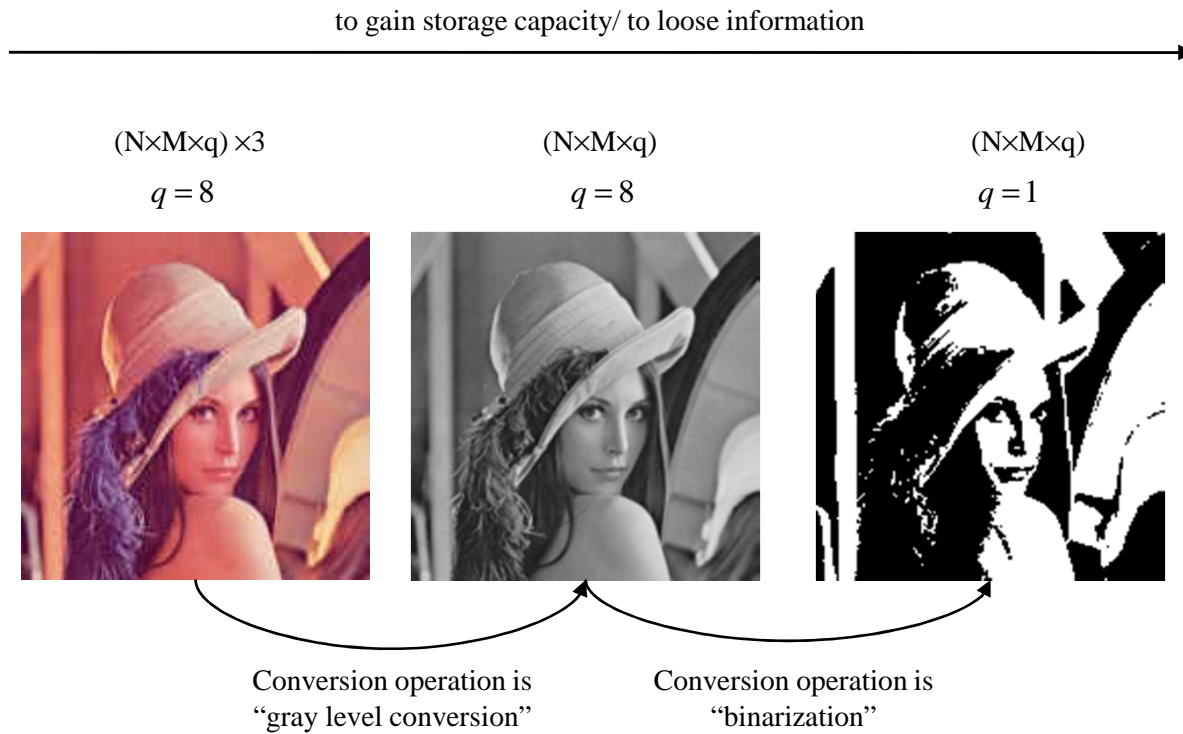 to gain storage capacity/ to loose information
(N×M×q) ×3
(N×M×q)
(N×M×q)
q = 8
q = 8
q = 1
Conversion operation is
“gray level conversion”
Conversion operation is
“binarization”